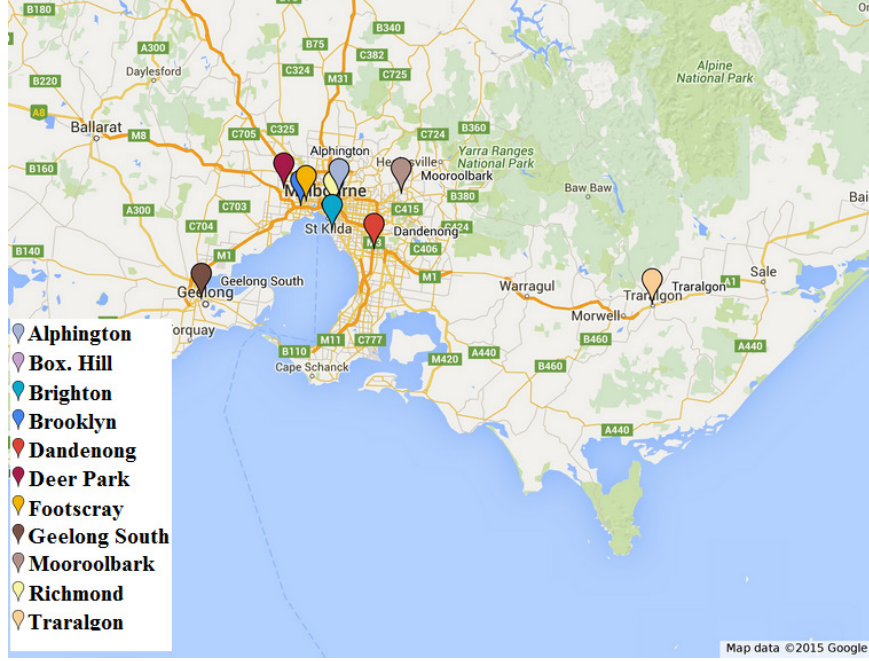 B180
B340
Alpine
National Park
A300
B75
C382
Daylesford
C324
C725
B220
M31
A8
Ballarat
M8
C705
C325
C724
B360
Alphington
Yarra Ranges
National Park
B160
Mooroolbark
Melbourne
Baw Baw
B380
A300
C703
C415
C704
St Kilda
Dandenong
C424
M3
Bai
B140
M1
C406
M1
Geelong South
Geelong
Warragul
Traralgon
Traralgon
A1
Sale
Morwell
Torquay
M11
C777
B460
B110
M420
A440
B460
A440
Cape Schanck
A440
Alphington
Box. Hill
Brighton
Brooklyn
Dandenong
Deer Park
Footscray
Geelong South
Mooroolbark
Richmond
Traralgon
Map data ©2015 Google